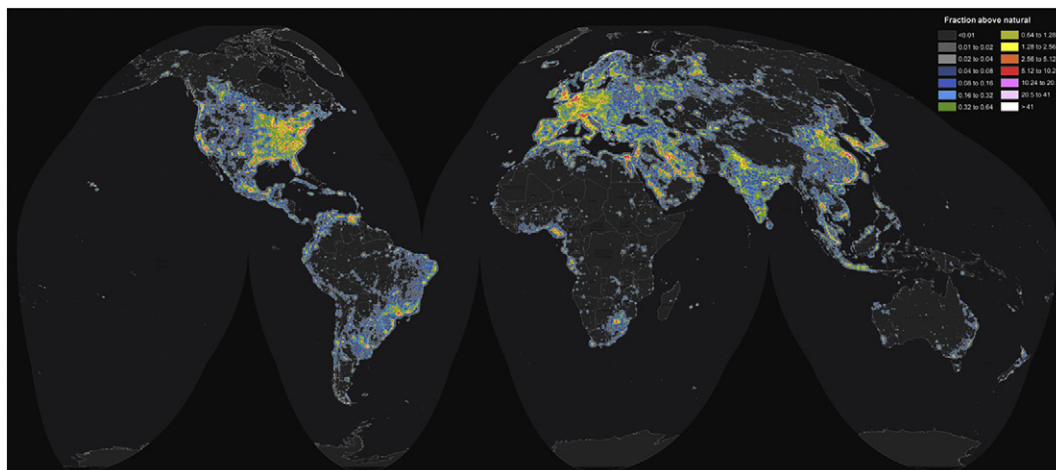 Fraction above natural
<0.01
0.01 to 0.02
0.02 to 0.04
0.04 to 0.08
0.08 to 0.16
0.16 to 0.32
0.32 to 0.64
0.64 to 1.28
1.28 to 2.56
2.56 to 5.12
5.12 to 10.2
10.24 to 20
20.5 to 41
>41